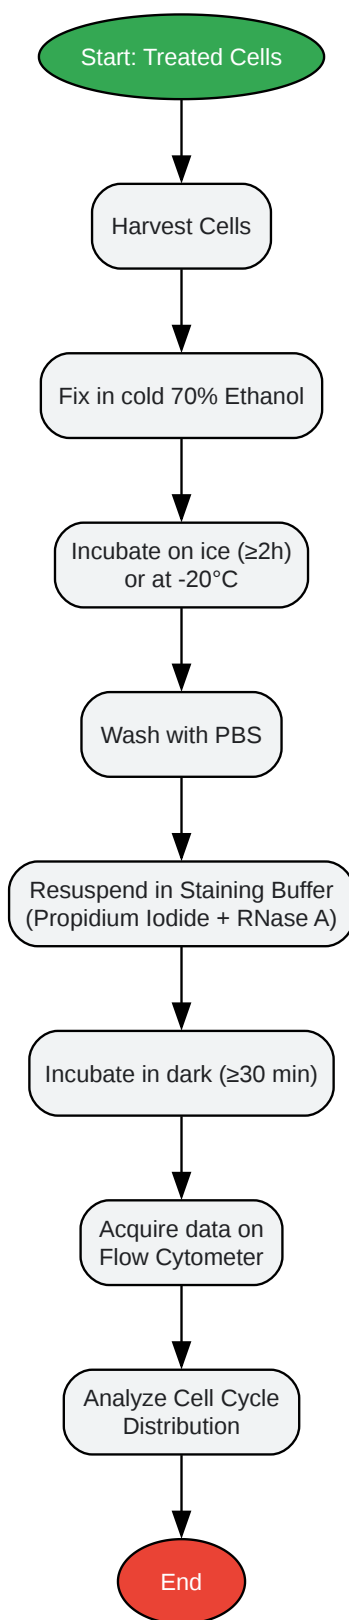 Start: Treated Cells
Harvest Cells
Fix in cold 70% Ethanol
Incubate on ice (≥2h)
or at -20°C
Wash with PBS
Resuspend in Staining Buffer
(Propidium Iodide + RNase A)
Incubate in dark (≥30 min)
Acquire data on
Flow Cytometer
Analyze Cell Cycle
Distribution
End